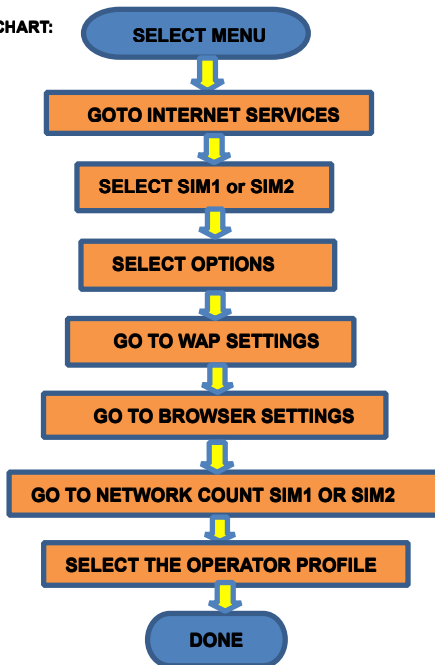 CHART:
SELECT MENU
GOTO INTERNET SERVICES
SELECT SIM1 or SIM2
SELECT OPTIONS
GO TO WAP SETTINGS
GO TO BROWSER SETTINGS
GO TO NETWORK COUNT SIM1 OR SIM2
SELECT THE OPERATOR PROFILE
DONE